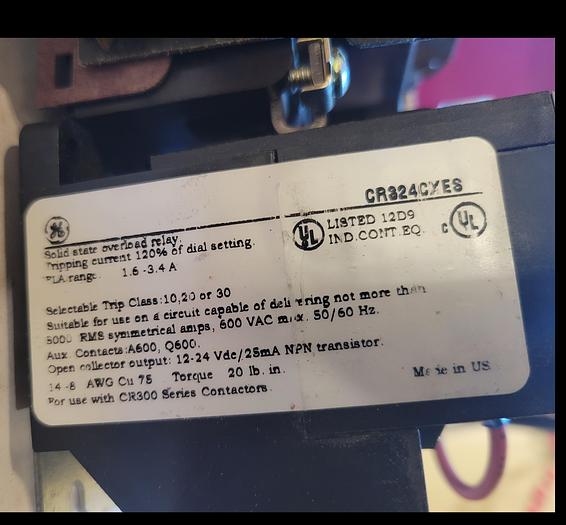 CR324CXES
GE
LISTED 12D9
IND.CONT.EQ.
UL
c UL
Solid state overload relay.
Tripping current 120% of dial setting.
FLA range: 1.6-3.4 A
Selectable Trip Class:10,20 or 30
Suitable for use on a circuit capable of delivering not more than
5000 RMS symmetrical amps, 600 VAC max. 50/60 Hz.
Aux. Contacts:A600, Q600.
Open collector output: 12-24 Vdc/25mA NPN transistor.
14-8 AWG Cu 75 Torque 20 lb. in.
Made in US
For use with CR300 Series Contactors.